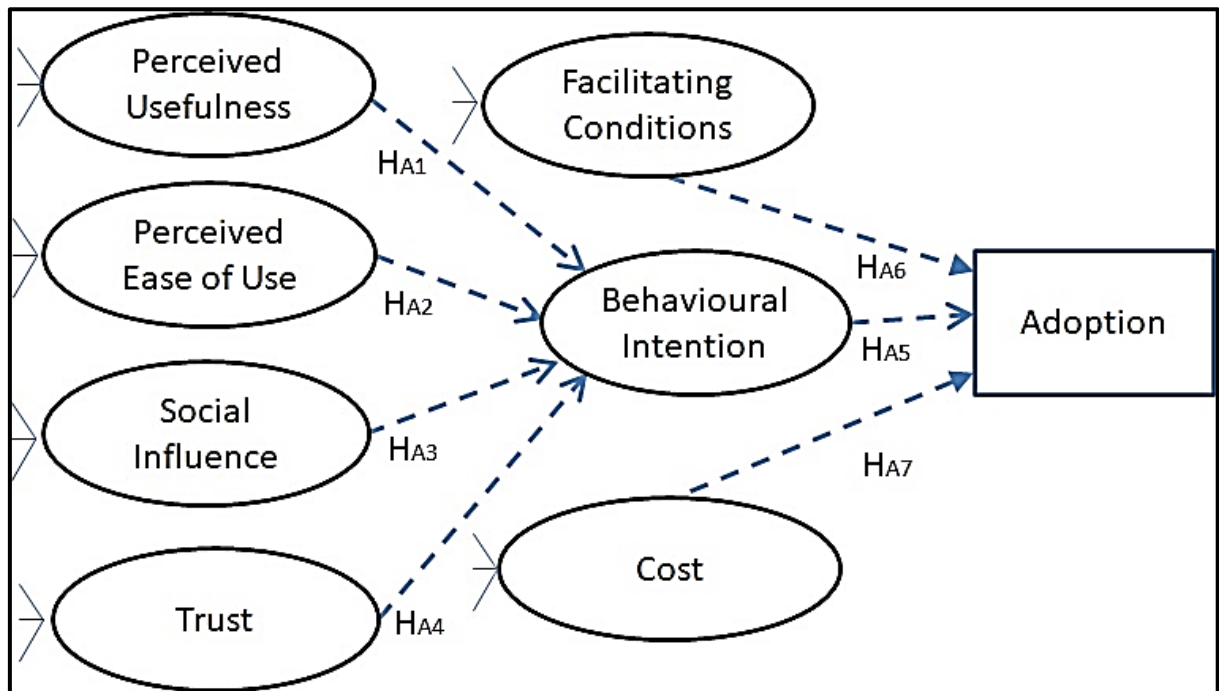 Perceived
Usefulness
Facilitating
Conditions
HA1
Perceived
Ease of Use
HA2
HA6
Behavioural
Intention
HA5
Adoption
Social
Influence
HA3
HA7
Trust
HA4
Cost